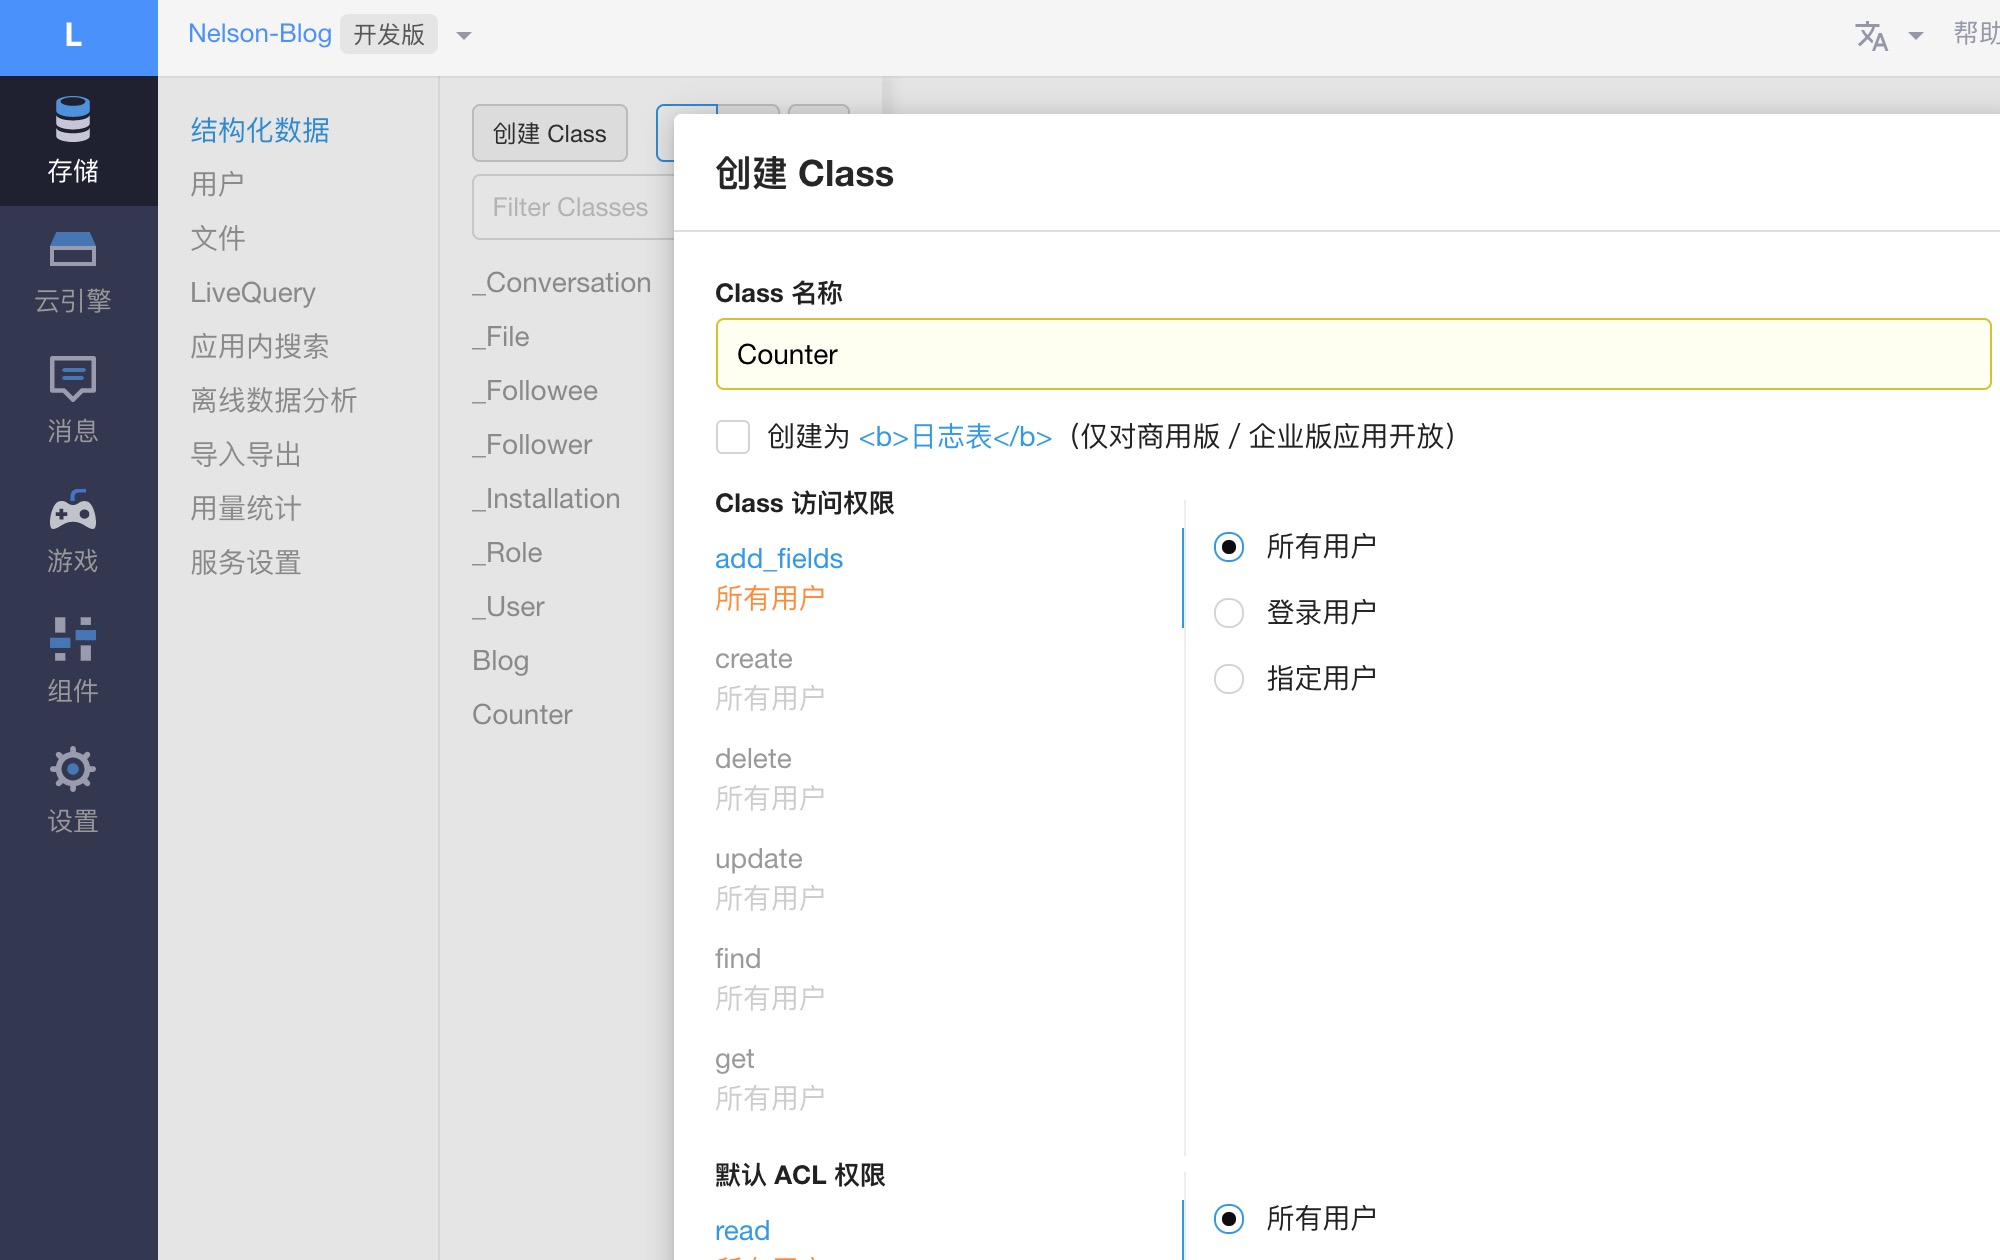 L
Nelson-Blog 开发版
帮助
存储
云引擎
消息
游戏
组件
设置
结构化数据
用户
文件
LiveQuery
应用内搜索
离线数据分析
导入导出
用量统计
服务设置
创建 Class
Filter Classes
_Conversation
_File
_Followee
_Follower
_Installation
_Role
_User
Blog
Counter
创建 Class
Class 名称
Counter
创建为 <b>日志表</b>（仅对商用版 / 企业版应用开放）
Class 访问权限
add_fields
所有用户
create
所有用户
delete
所有用户
update
所有用户
find
所有用户
get
所有用户
所有用户
登录用户
指定用户
默认 ACL 权限
read
所有用户